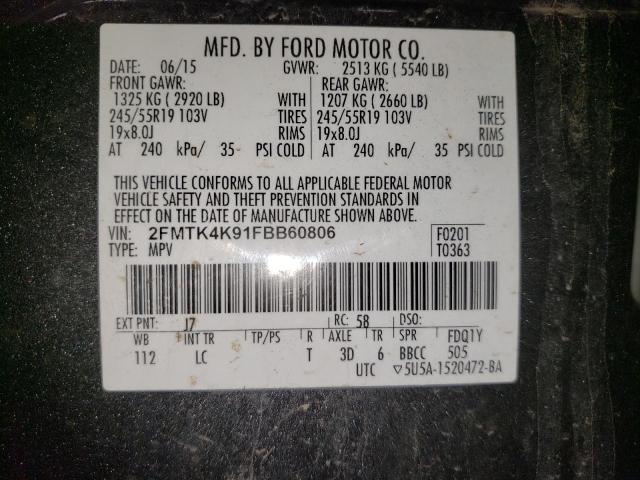 MFD. BY FORD MOTOR CO.
DATE: 06/15 GVWR: 2513 KG ( 5540 LB)
FRONT GAWR: REAR GAWR:
1325 KG ( 2920 LB) WITH 1207 KG ( 2660 LB) WITH
245/55R19 103V TIRES 245/55R19 103V TIRES
19x8.0J RIMS 19x8.0J RIMS
AT 240 kPa/ 35 PSI COLD AT 240 kPa/ 35 PSI COLD
THIS VEHICLE CONFORMS TO ALL APPLICABLE FEDERAL MOTOR
VEHICLE SAFETY AND THEFT PREVENTION STANDARDS IN
EFFECT ON THE DATE OF MANUFACTURE SHOWN ABOVE.
VIN: 2FMTK4K91FBB60806 F0201
TYPE: MPV T0363
EXT PNT: J7 RC: 58 DSO:
WB INT TR TP/PS R AXLE TR SPR FDQ1Y
112 LC T 3D 6 BBCC 505
UTC ▽5U5A-1520472-BA